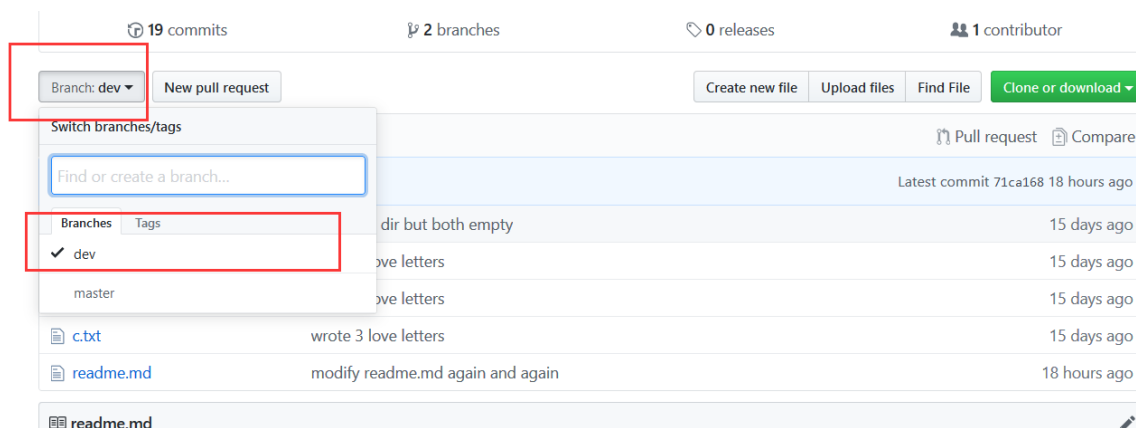 19 commits 2 branches 0 releases 1 contributor
Branch: dev New pull request Create new file Upload files Find File Clone or download
Switch branches/tags
Pull request Compare
Find or create a branch...
Latest commit 71ca168 18 hours ago
Branches Tags
dir but both empty 15 days ago
dev
love letters 15 days ago
master
love letters 15 days ago
c.txt wrote 3 love letters 15 days ago
readme.md modify readme.md again and again 18 hours ago
readme.md